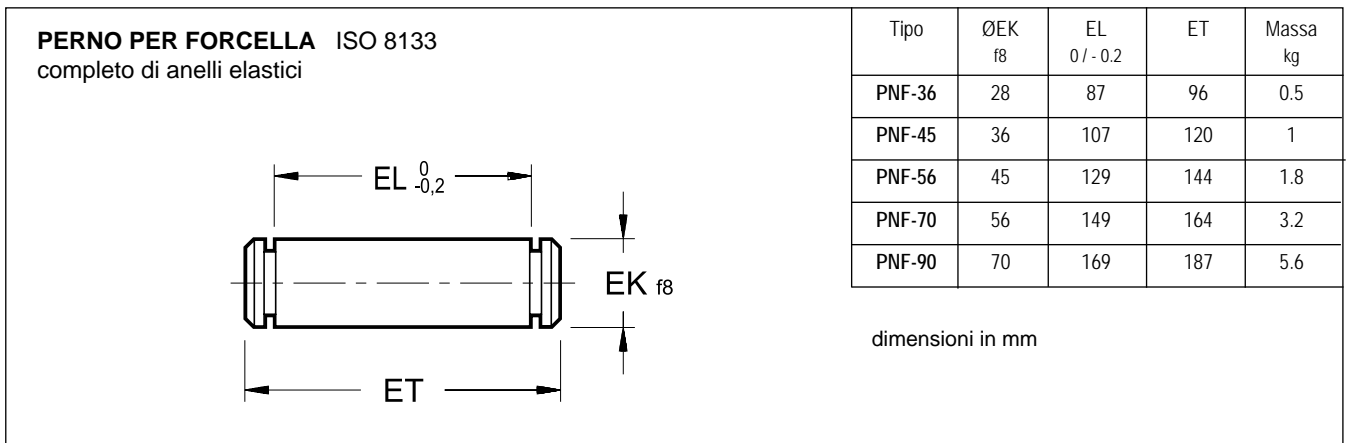 PERNO PER FORCELLA ISO 8133
completo di anelli elastici
EL 0 -0,2
EK f8
ET
Tipo ØEK EL ET Massa
f8 0 / - 0.2 kg
PNF-36 28 87 96 0.5
PNF-45 36 107 120 1
PNF-56 45 129 144 1.8
PNF-70 56 149 164 3.2
PNF-90 70 169 187 5.6
dimensioni in mm